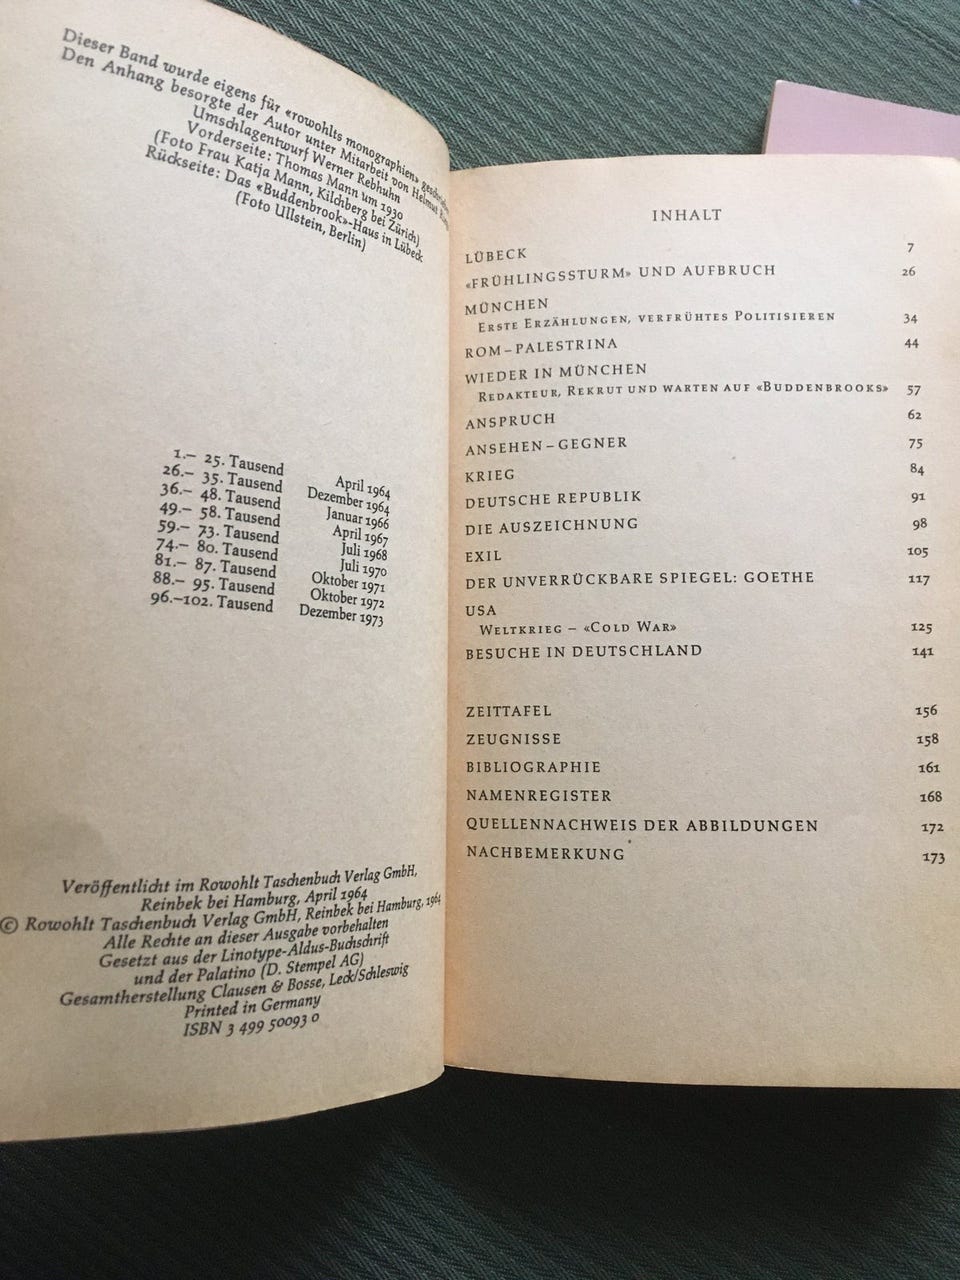 Dieser Band wurde eigens für «rowohlts monographien»
Den Anhang besorgte der Autor unter Mitarbeit von Helmut
Umschlagentwurf Werner Rebhuhn
Vorderseite: Thomas Mann um 1930
(Foto Frau Katja Mann, Kilchberg bei Zürich)
Rückseite: Das «Buddenbrook»-Haus in Lübeck
(Foto Ullstein, Berlin)
1.– 25. Tausend April 1964
26.– 35. Tausend Dezember 1964
36.– 48. Tausend Januar 1966
49.– 58. Tausend April 1967
59.– 73. Tausend Juli 1968
74.– 80. Tausend Juli 1970
81.– 87. Tausend Oktober 1971
88.– 95. Tausend Oktober 1972
96.–102. Tausend Dezember 1973
Veröffentlicht im Rowohlt Taschenbuch Verlag GmbH,
Reinbek bei Hamburg, April 1964
© Rowohlt Taschenbuch Verlag GmbH, Reinbek bei Hamburg, 1964
Alle Rechte an dieser Ausgabe vorbehalten
Gesetzt aus der Linotype-Aldus-Buchschrift
und der Palatino (D. Stempel AG)
Gesamtherstellung Clausen & Bosse, Leck/Schleswig
Printed in Germany
ISBN 3 499 50093 0
INHALT
LÜBECK 7
«FRÜHLINGSSTURM» UND AUFBRUCH 26
MÜNCHEN
ERSTE ERZÄHLUNGEN, VERFRÜHTES POLITISIEREN 34
ROM – PALESTRINA 44
WIEDER IN MÜNCHEN
REDAKTEUR, REKRUT UND WARTEN AUF «BUDDENBROOKS» 57
ANSPRUCH 62
ANSEHEN – GEGNER 75
KRIEG 84
DEUTSCHE REPUBLIK 91
DIE AUSZEICHNUNG 98
EXIL 105
DER UNVERRÜCKBARE SPIEGEL: GOETHE 117
USA
WELTKRIEG – «COLD WAR» 125
BESUCHE IN DEUTSCHLAND 141
ZEITTAFEL 156
ZEUGNISSE 158
BIBLIOGRAPHIE 161
NAMENREGISTER 168
QUELLENNACHWEIS DER ABBILDUNGEN 172
NACHBEMERKUNG 173